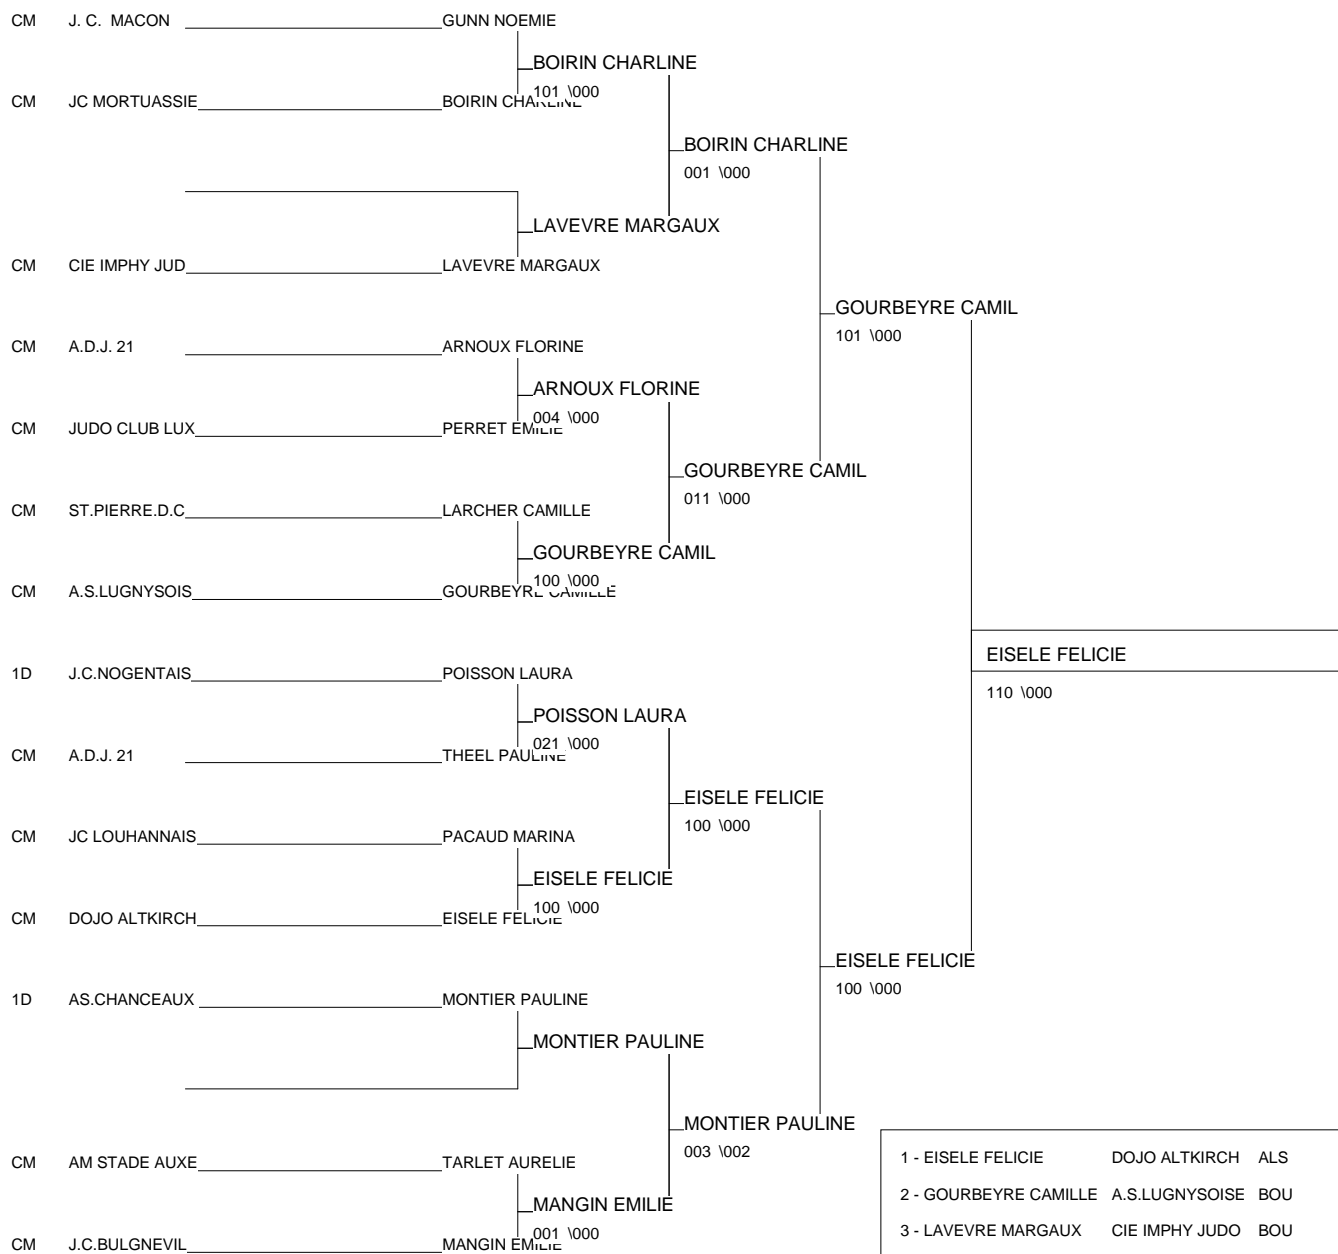 CM J. C. MACON GUNN NOEMIE
BOIRIN CHARLINE
101 \000
CM JC MORTUASSIE BOIRIN CHARLINE
BOIRIN CHARLINE
001 \000
LAVEVRE MARGAUX
CM CIE IMPHY JUD LAVEVRE MARGAUX
GOURBEYRE CAMIL
101 \000
CM A.D.J. 21 ARNOUX FLORINE
ARNOUX FLORINE
004 \000
CM JUDO CLUB LUX PERRET EMILIE
GOURBEYRE CAMIL
011 \000
CM ST.PIERRE.D.C LARCHER CAMILLE
GOURBEYRE CAMIL
100 \000
CM A.S.LUGNYSOIS GOURBEYRE CAMILLE
EISELE FELICIE
110 \000
1D J.C.NOGENTAIS POISSON LAURA
POISSON LAURA
021 \000
CM A.D.J. 21 THEEL PAULINE
EISELE FELICIE
100 \000
CM JC LOUHANNAIS PACAUD MARINA
EISELE FELICIE
100 \000
CM DOJO ALTKIRCH EISELE FELICIE
EISELE FELICIE
100 \000
1D AS.CHANCEAUX MONTIER PAULINE
MONTIER PAULINE
MONTIER PAULINE
003 \002
CM AM STADE AUXE TARLET AURELIE
MANGIN EMILIE
001 \000
CM J.C.BULGNEVIL MANGIN EMILIE
1 - EISELE FELICIE DOJO ALTKIRCH ALS
2 - GOURBEYRE CAMILLE A.S.LUGNYSOISE BOU
3 - LAVEVRE MARGAUX CIE IMPHY JUDO BOU